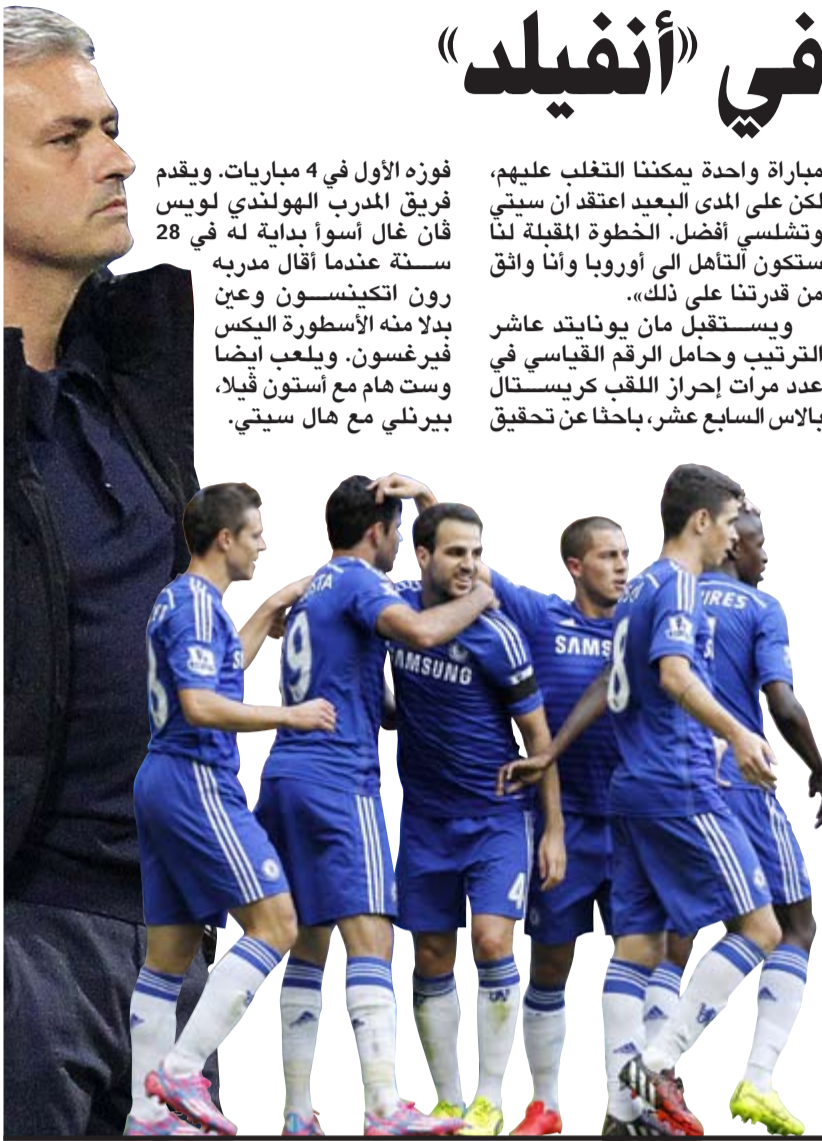 في «أنفيلد»
مباراة واحدة يمكننا التغلب عليهم،
لكن على المدى البعيد اعتقد ان سيتي
وتشلسي أفضل. الخطوة المقبلة لنا
ستكون التأهل الى أوروبا وأنا واثق
من قدرتنا على ذلك».
ويستقبل مان يونايتد عاشر
الترتيب وحامل الرقم القياسي في
عدد مرات إحراز اللقب كريستال
بالاس السابع عشر، باحثا عن تحقيق
فوزه الأول في 4 مباريات. ويقدم
فريق المدرب الهولندي لويس
ڤان غال أسوأ بداية له في 28
سنة عندما أقال مدربه
رون اتكينسون وعين
بدلا منه الأسطورة اليكس
فيرغسون. ويلعب ايضا
وست هام مع أستون ڤيلا،
بيرنلي مع هال سيتي.
STA
9
SAMSUNG
4
SAMS
8
IRES